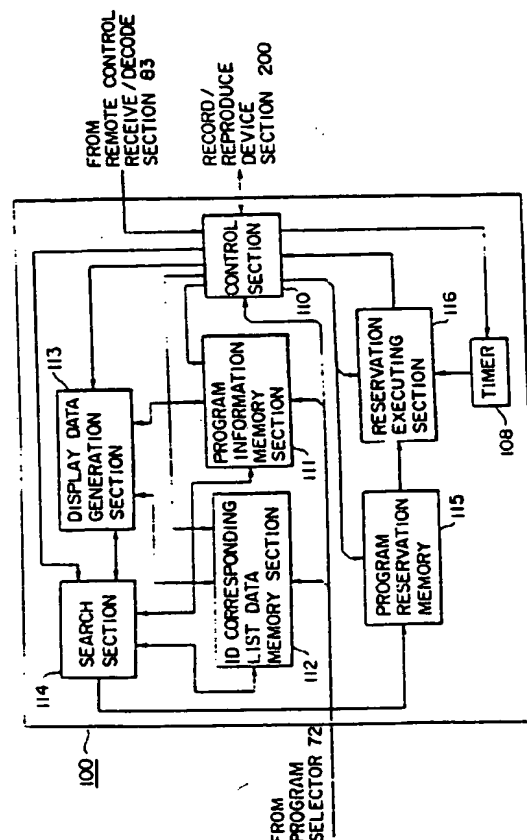 FROM
REMOTE CONTROL
RECEIVE/DECODE
SECTION 83
RECORD/
REPRODUCE
DEVICE
SECTION 200
100
114
SEARCH
SECTION
113
DISPLAY DATA
GENERATION
SECTION
CONTROL
SECTION
110
ID CORRESPONDING
LIST DATA
MEMORY SECTION
112
PROGRAM
INFORMATION
MEMORY
SECTION
111
FROM
PROGRAM
SELECTOR 72
PROGRAM
RESERVATION
MEMORY
115
RESERVATION
EXECUTING
SECTION
116
TIMER
108